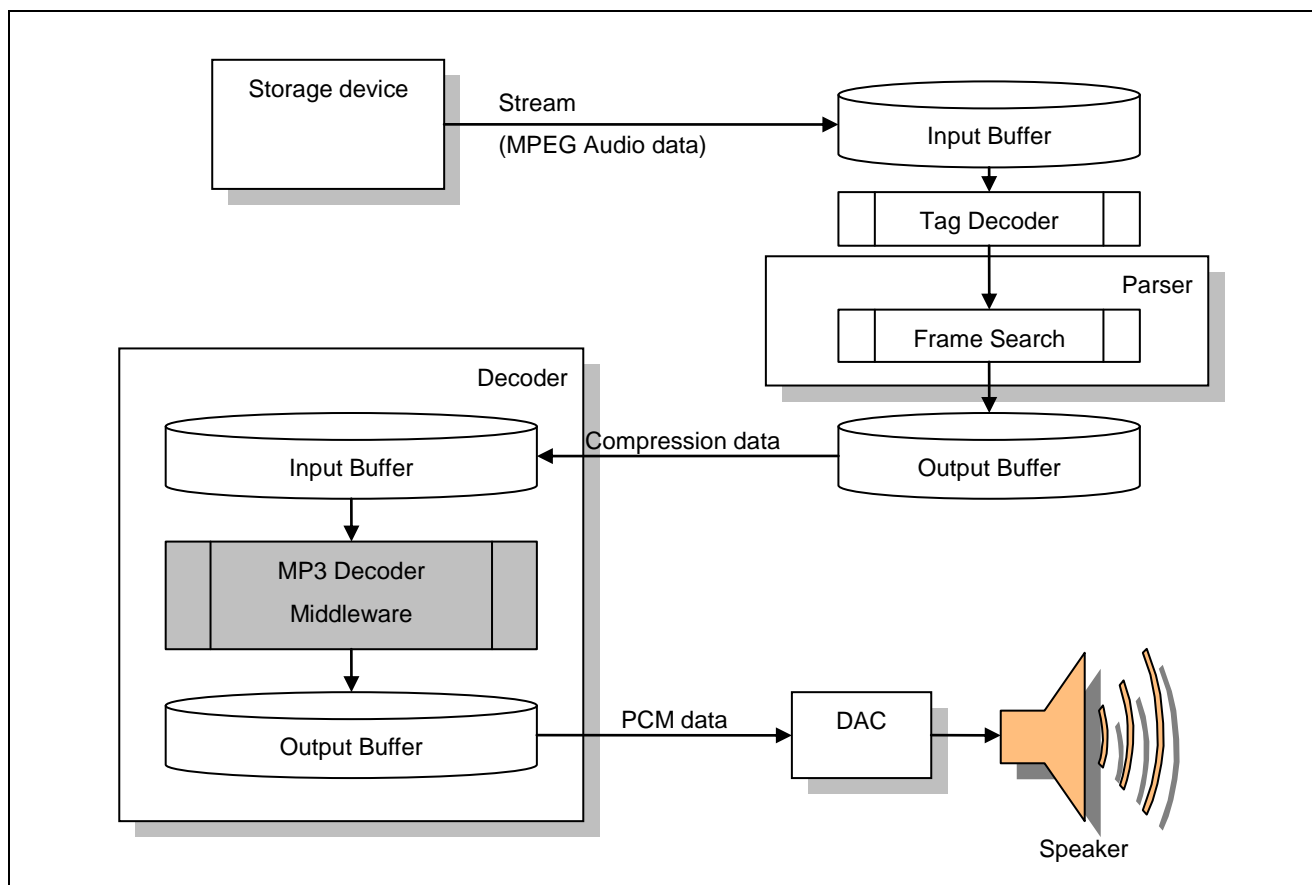 Storage device
Stream
(MPEG Audio data)
Input Buffer
Tag Decoder
Parser
Frame Search
Output Buffer
Compression data
Decoder
Input Buffer
MP3 Decoder
Middleware
Output Buffer
PCM data
DAC
Speaker